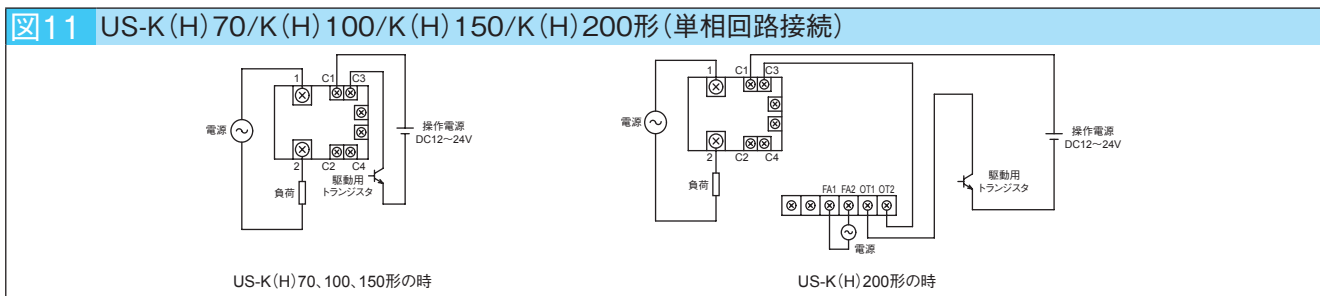 図11 US-K(H)70/K(H)100/K(H)150/K(H)200形(単相回路接続)
1 C1 C3
電源
操作電源
DC12～24V
2 C2 C4
駆動用
トランジスタ
負荷
US-K(H)70、100、150形の時
1 C1 C3
電源
操作電源
DC12～24V
2 C2 C4
負荷
駆動用
トランジスタ
FA1 FA2 OT1 OT2
電源
US-K(H)200形の時